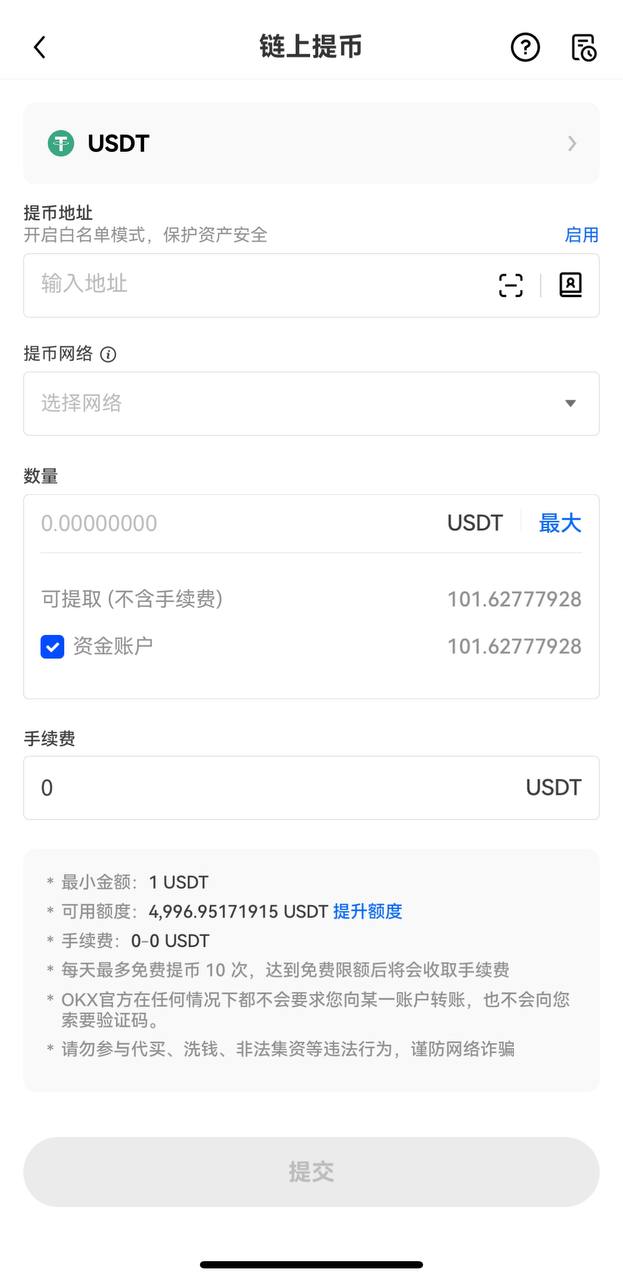 链上提币
USDT
提币地址
开启白名单模式，保护资产安全 启用
输入地址
提币网络
选择网络
数量
0.00000000 USDT 最大
可提取 (不含手续费) 101.62777928
资金账户 101.62777928
手续费
0 USDT
* 最小金额：1 USDT
* 可用额度：4,996.95171915 USDT 提升额度
* 手续费：0-0 USDT
* 每天最多免费提币 10 次，达到免费限额后将会收取手续费
* OKX官方在任何情况下都不会要求您向某一账户转账，也不会向您
索要验证码。
* 请勿参与代买、洗钱、非法集资等违法行为，谨防网络诈骗
提交